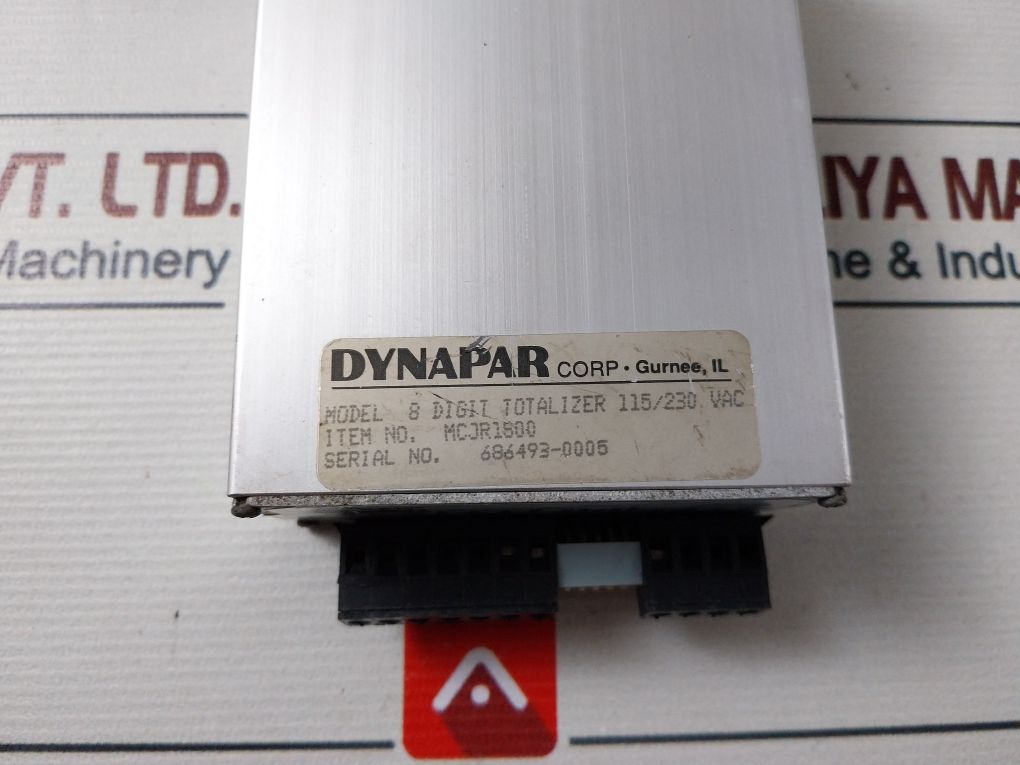 VT. LTD.
Machinery
IYA MA
ne & Indu
DYNAPAR CORP · Gurnee, IL
MODEL 8 DIGIT TOTALIZER 115/230 VAC
ITEM NO. MCJR1800
SERIAL NO. 686493-0005